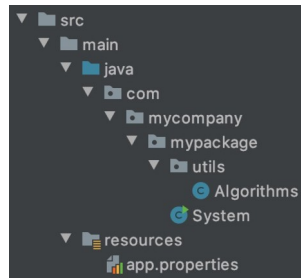 src
main
java
com
mycompany
mypackage
utils
Algorithms
System
resources
app.properties